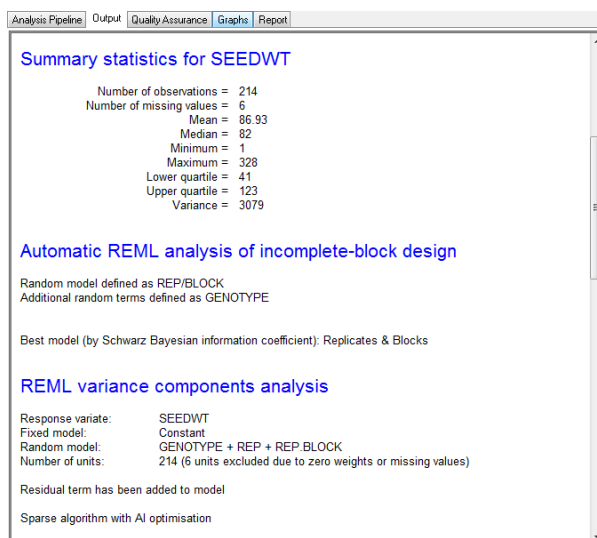 Analysis Pipeline Output Quality Assurance Graphs Report
Summary statistics for SEEDWT
Number of observations = 214
Number of missing values = 6
Mean = 86.93
Median = 82
Minimum = 1
Maximum = 328
Lower quartile = 41
Upper quartile = 123
Variance = 3079
Automatic REML analysis of incomplete-block design
Random model defined as REP/BLOCK
Additional random terms defined as GENOTYPE
Best model (by Schwarz Bayesian information coefficient): Replicates & Blocks
REML variance components analysis
Response variate: SEEDWT
Fixed model: Constant
Random model: GENOTYPE + REP + REP.BLOCK
Number of units: 214 (6 units excluded due to zero weights or missing values)
Residual term has been added to model
Sparse algorithm with AI optimisation